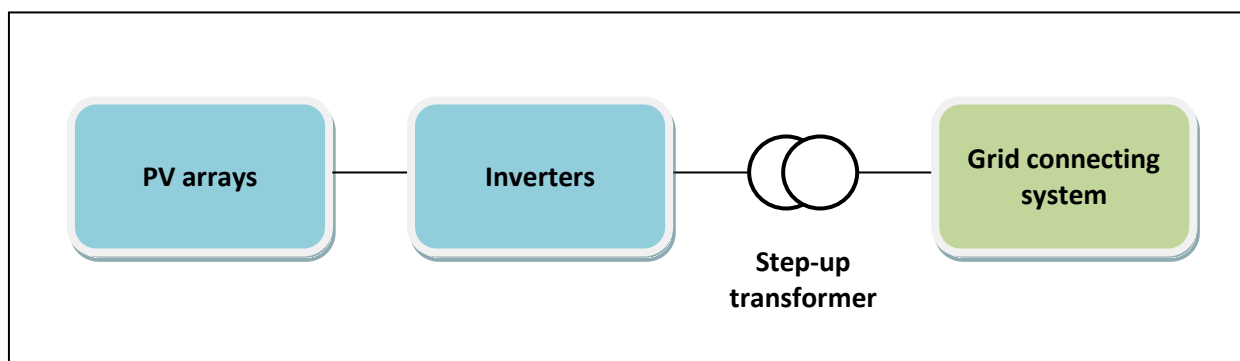 PV arrays
Inverters
Step-up
transformer
Grid connecting
system